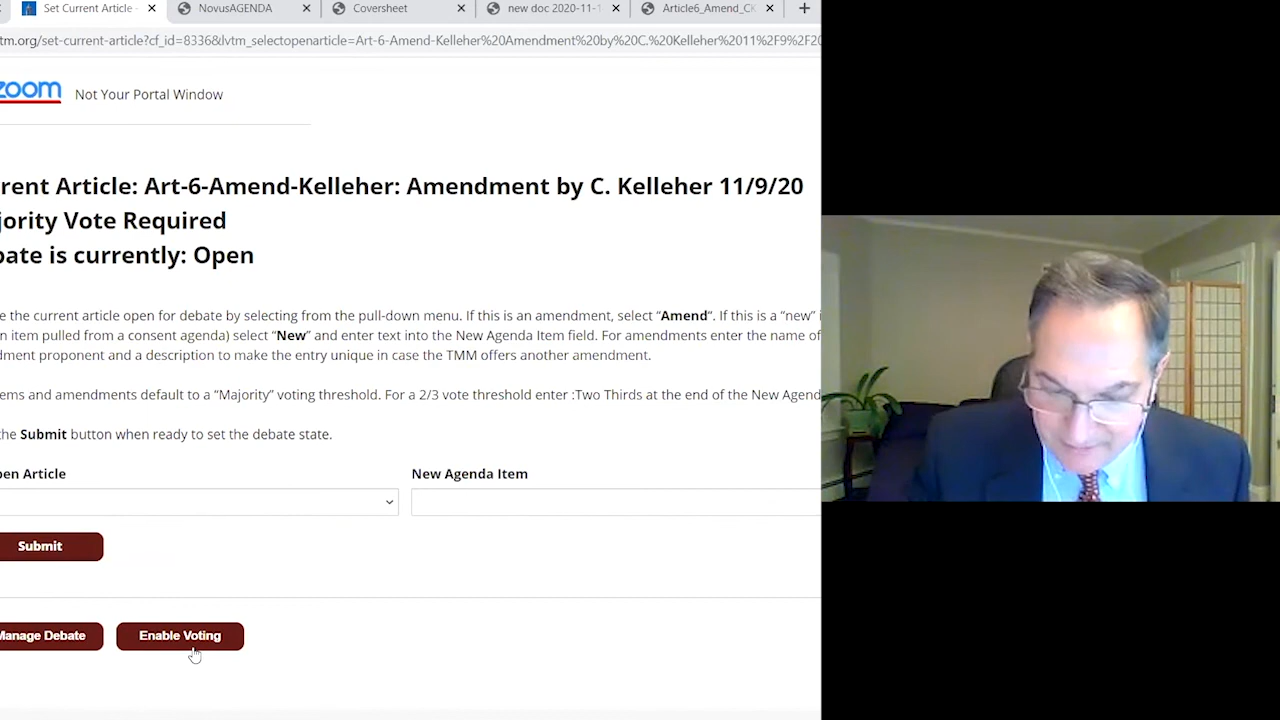 Set Current Article -
NovusAGENDA
Coversheet
new doc 2020-11-1
Article6_Amend_CK
tm.org/set-current-article?cf_id=8336&lvtm_selectopenarticle=Art-6-Amend-Kelleher%20Amendment%20by%20C.%20Kelleher%2011%2F9%2F20
zoom Not Your Portal Window
rent Article: Art-6-Amend-Kelleher: Amendment by C. Kelleher 11/9/20
jority Vote Required
bate is currently: Open
e the current article open for debate by selecting from the pull-down menu. If this is an amendment, select “Amend“. If this is a “new” i
n item pulled from a consent agenda) select “New” and enter text into the New Agenda Item field. For amendments enter the name of
dment proponent and a description to make the entry unique in case the TMM offers another amendment.
ems and amendments default to a “Majority” voting threshold. For a 2/3 vote threshold enter :Two Thirds at the end of the New Agend
the Submit button when ready to set the debate state.
pen Article
New Agenda Item
Submit
Manage Debate
Enable Voting